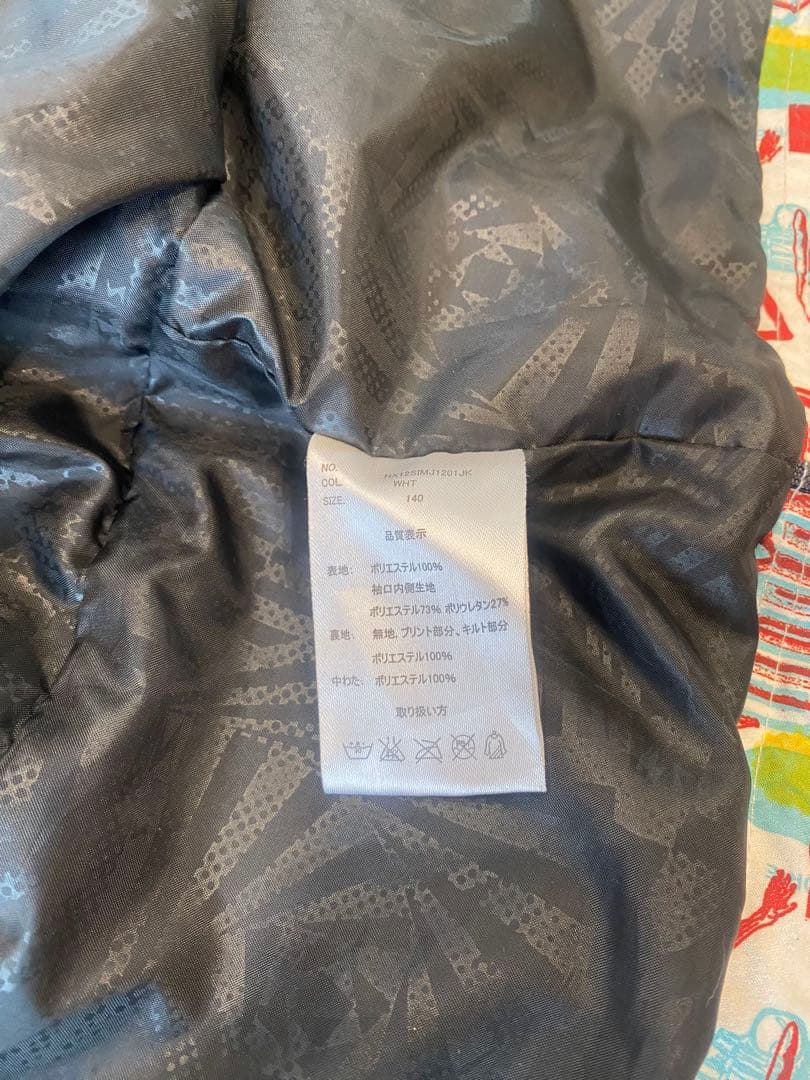 NO. HX12SIMJ1201JK
COL. WHT
SIZE. 140
品質表示
表地: ポリエステル100%
袖口内側生地
ポリエステル73% ポリウレタン27%
裏地: 無地、プリント部分、キルト部分
ポリエステル100%
中わた: ポリエステル100%
取り扱い方